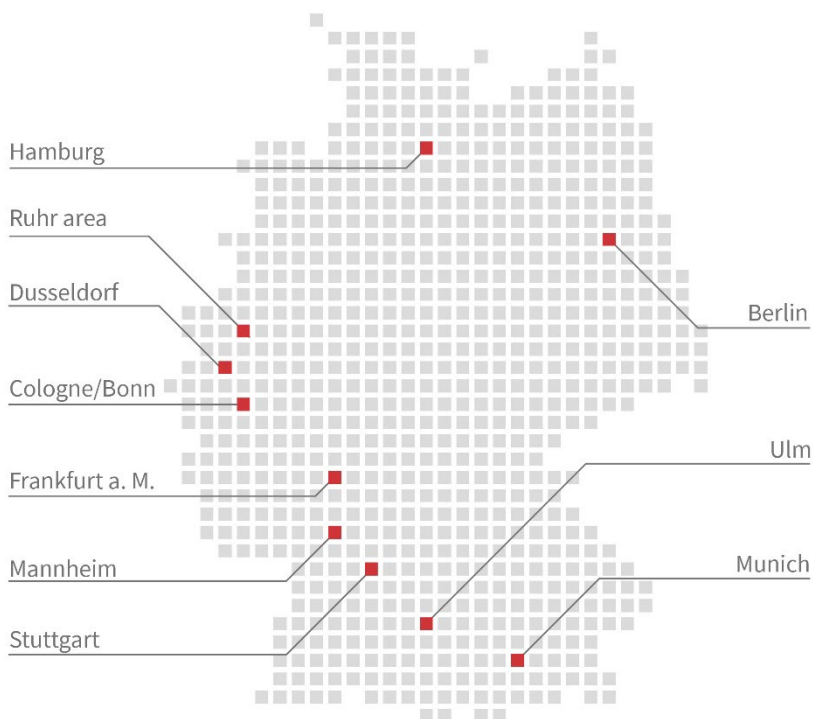 Hamburg
Ruhr area
Dusseldorf
Berlin
Cologne/Bonn
Ulm
Frankfurt a. M.
Munich
Mannheim
Stuttgart